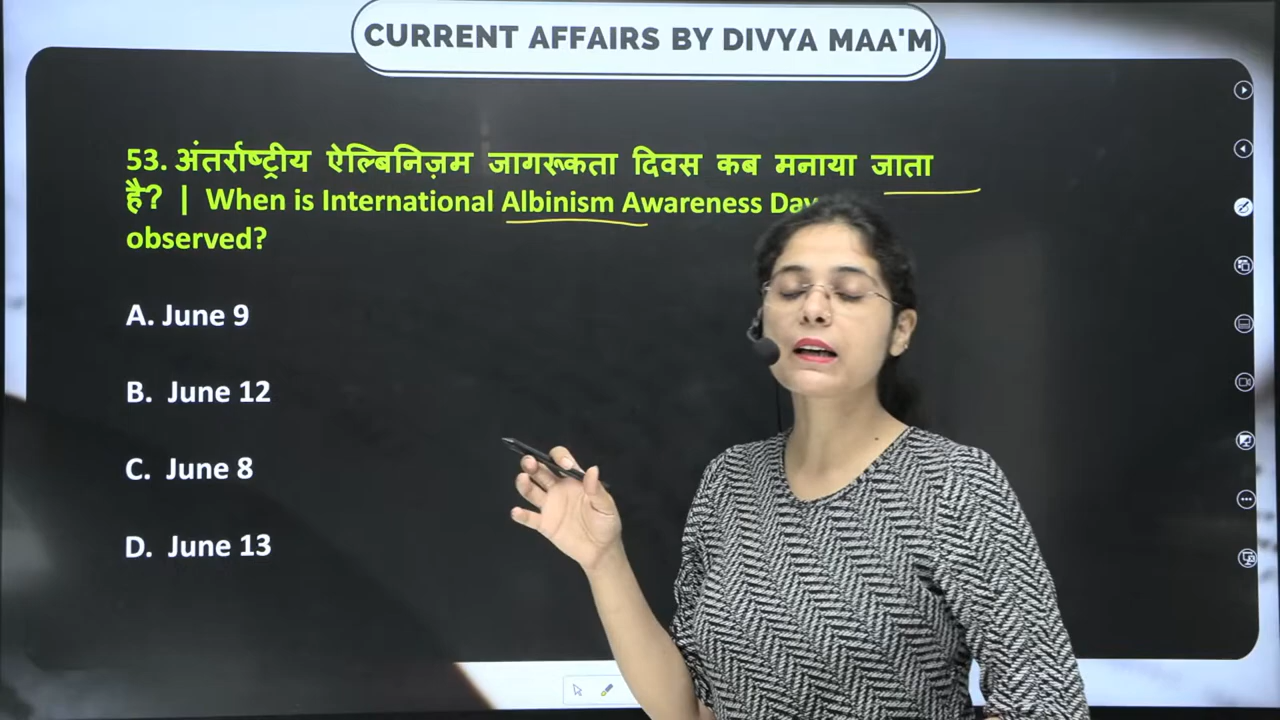 CURRENT AFFAIRS BY DIVYA MAA'M
53. अंतर्राष्ट्रीय ऐल्बिनिज़म जागरूकता दिवस कब मनाया जाता
है? | When is International Albinism Awareness Day
observed?
A. June 9
B. June 12
C. June 8
D. June 13